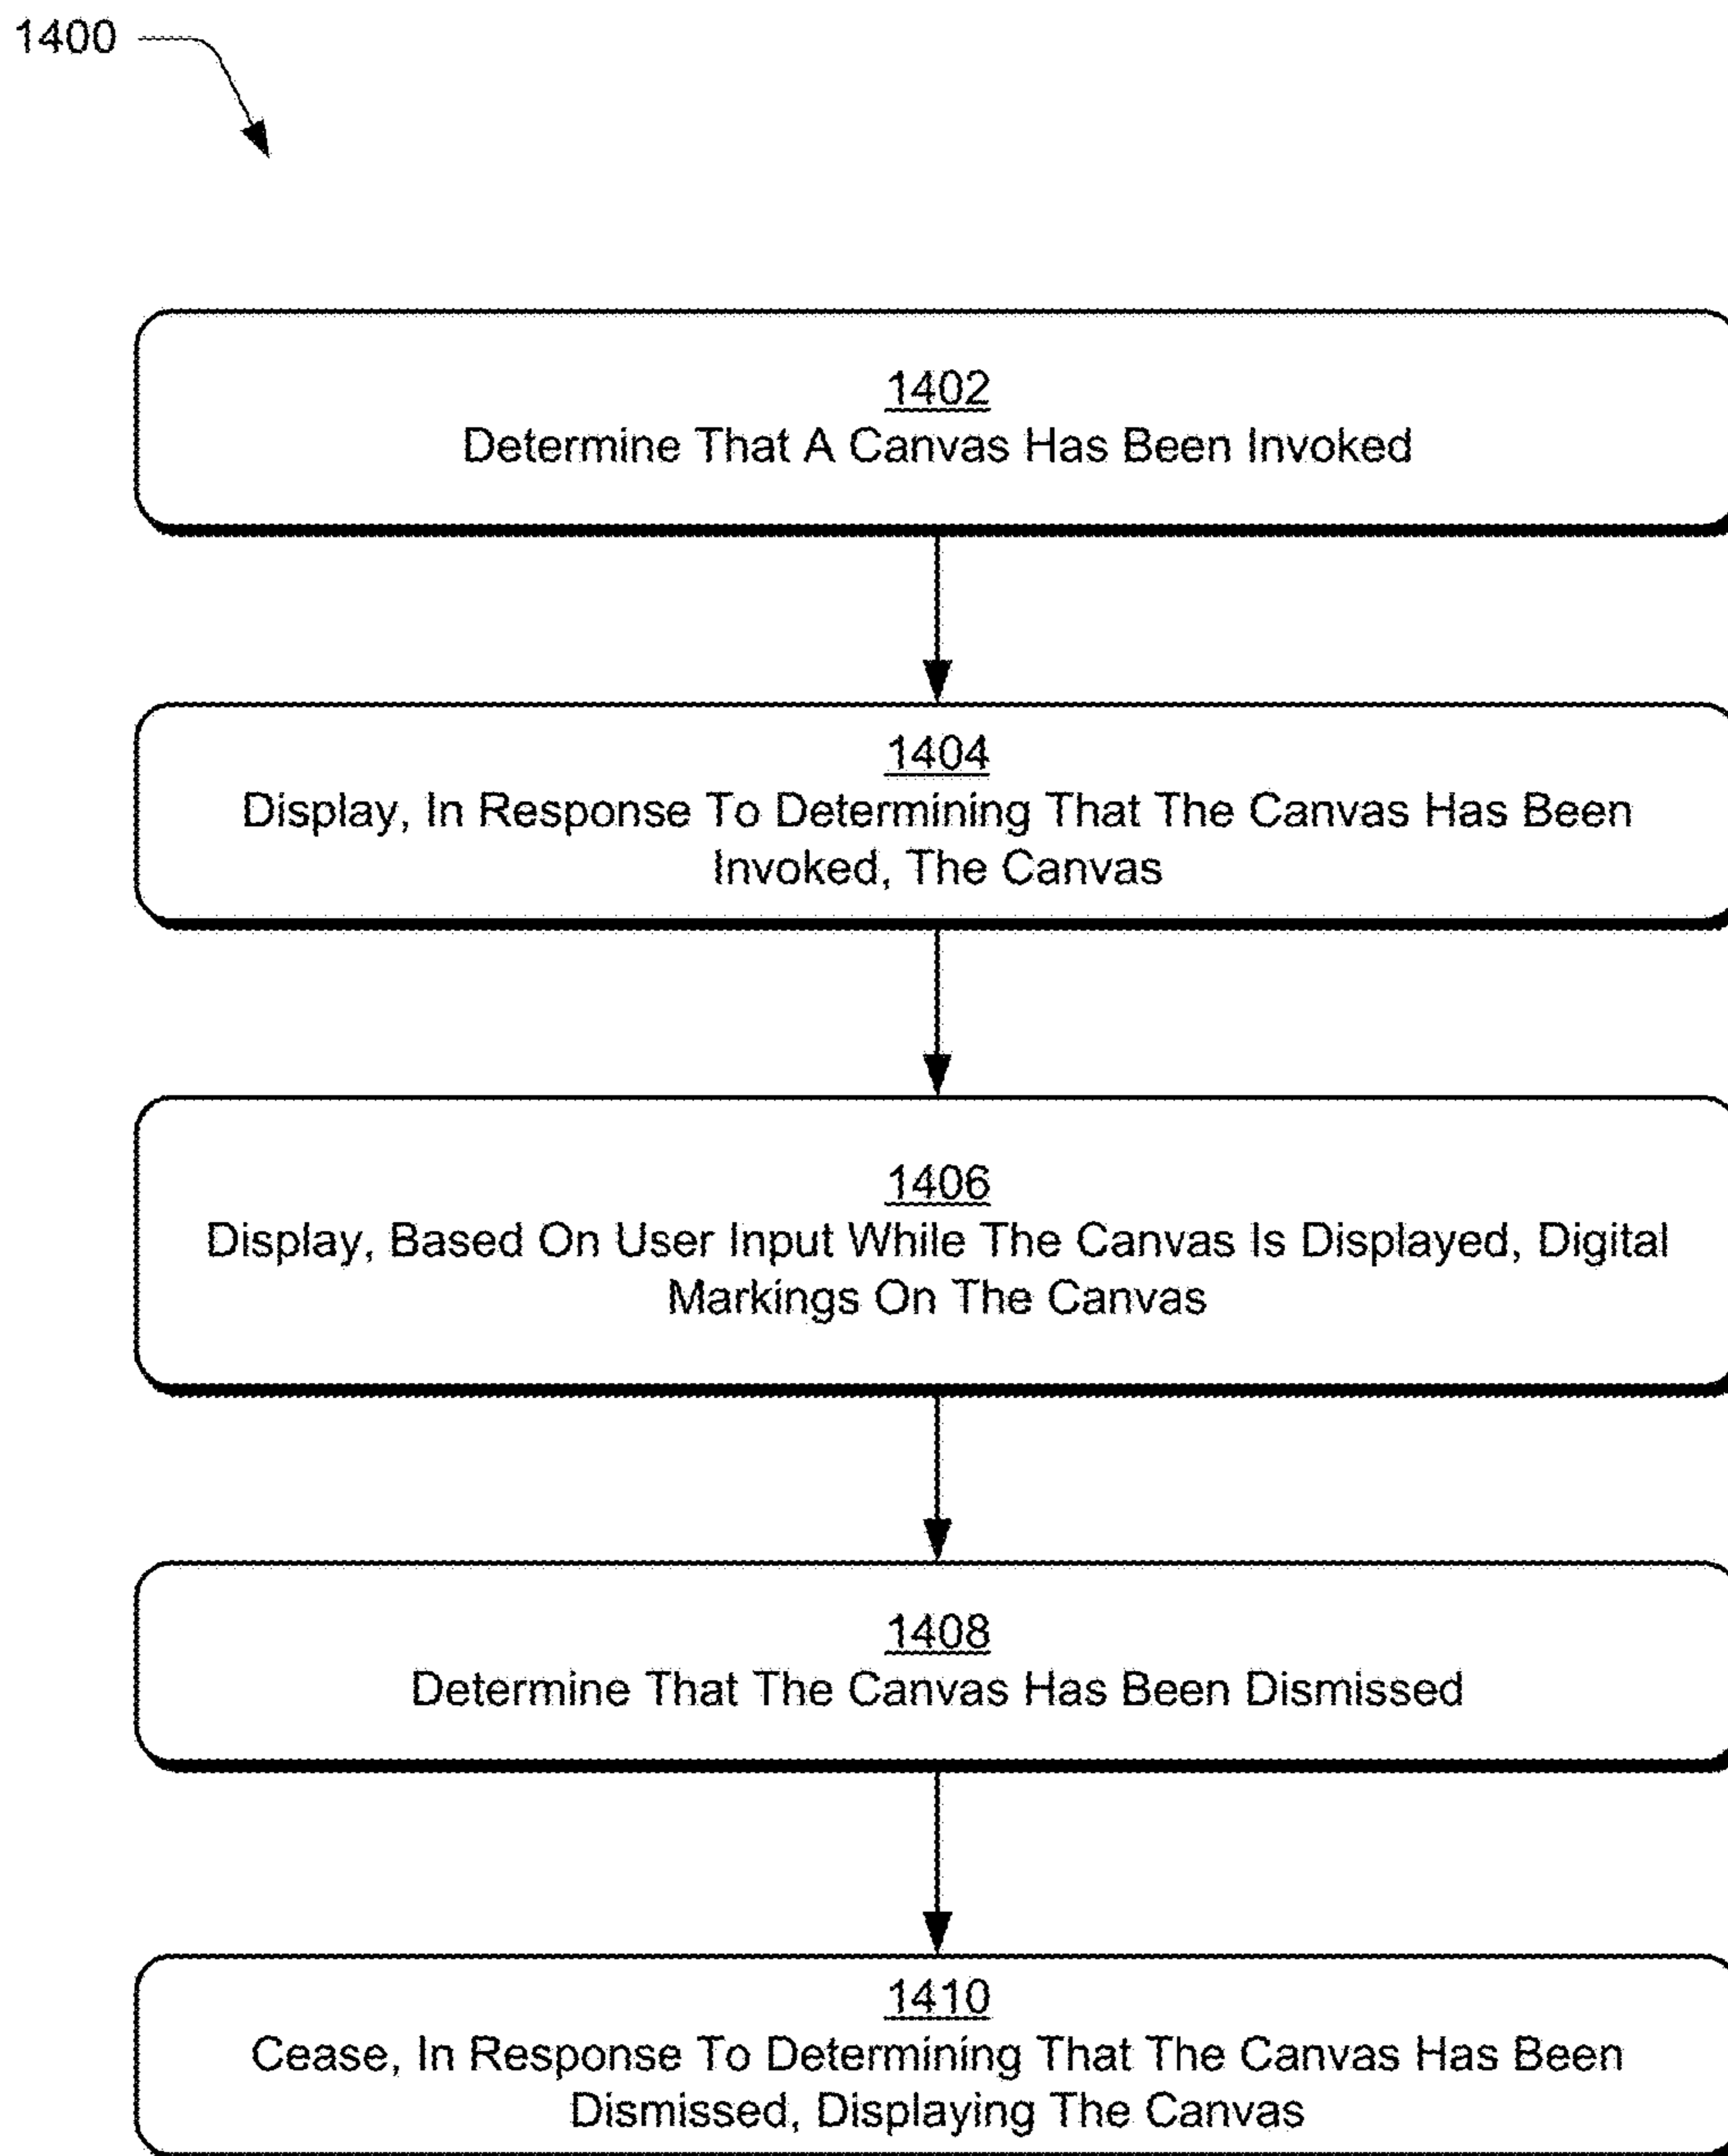 1400
1402
Determine That A Canvas Has Been Invoked
1404
Display, In Response To Determining That The Canvas Has Been
Invoked, The Canvas
1406
Display, Based On User Input While The Canvas Is Displayed, Digital
Markings On The Canvas
1408
Determine That The Canvas Has Been Dismissed
1410
Cease, In Response To Determining That The Canvas Has Been
Dismissed, Displaying The Canvas